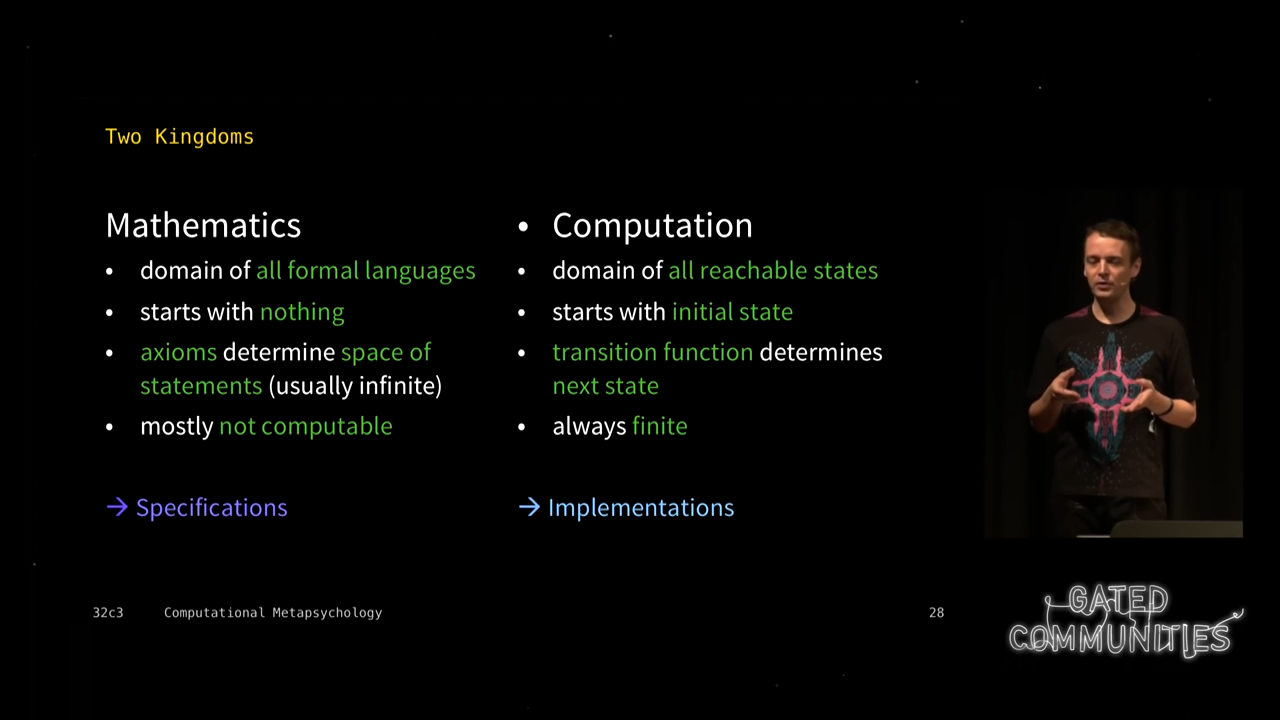 Two Kingdoms
Mathematics
• domain of all formal languages
• starts with nothing
• axioms determine space of
statements (usually infinite)
• mostly not computable
→ Specifications
• Computation
• domain of all reachable states
• starts with initial state
• transition function determines
next state
• always finite
→ Implementations
32c3 Computational Metapsychology 28
GATED
COMMUNITIES